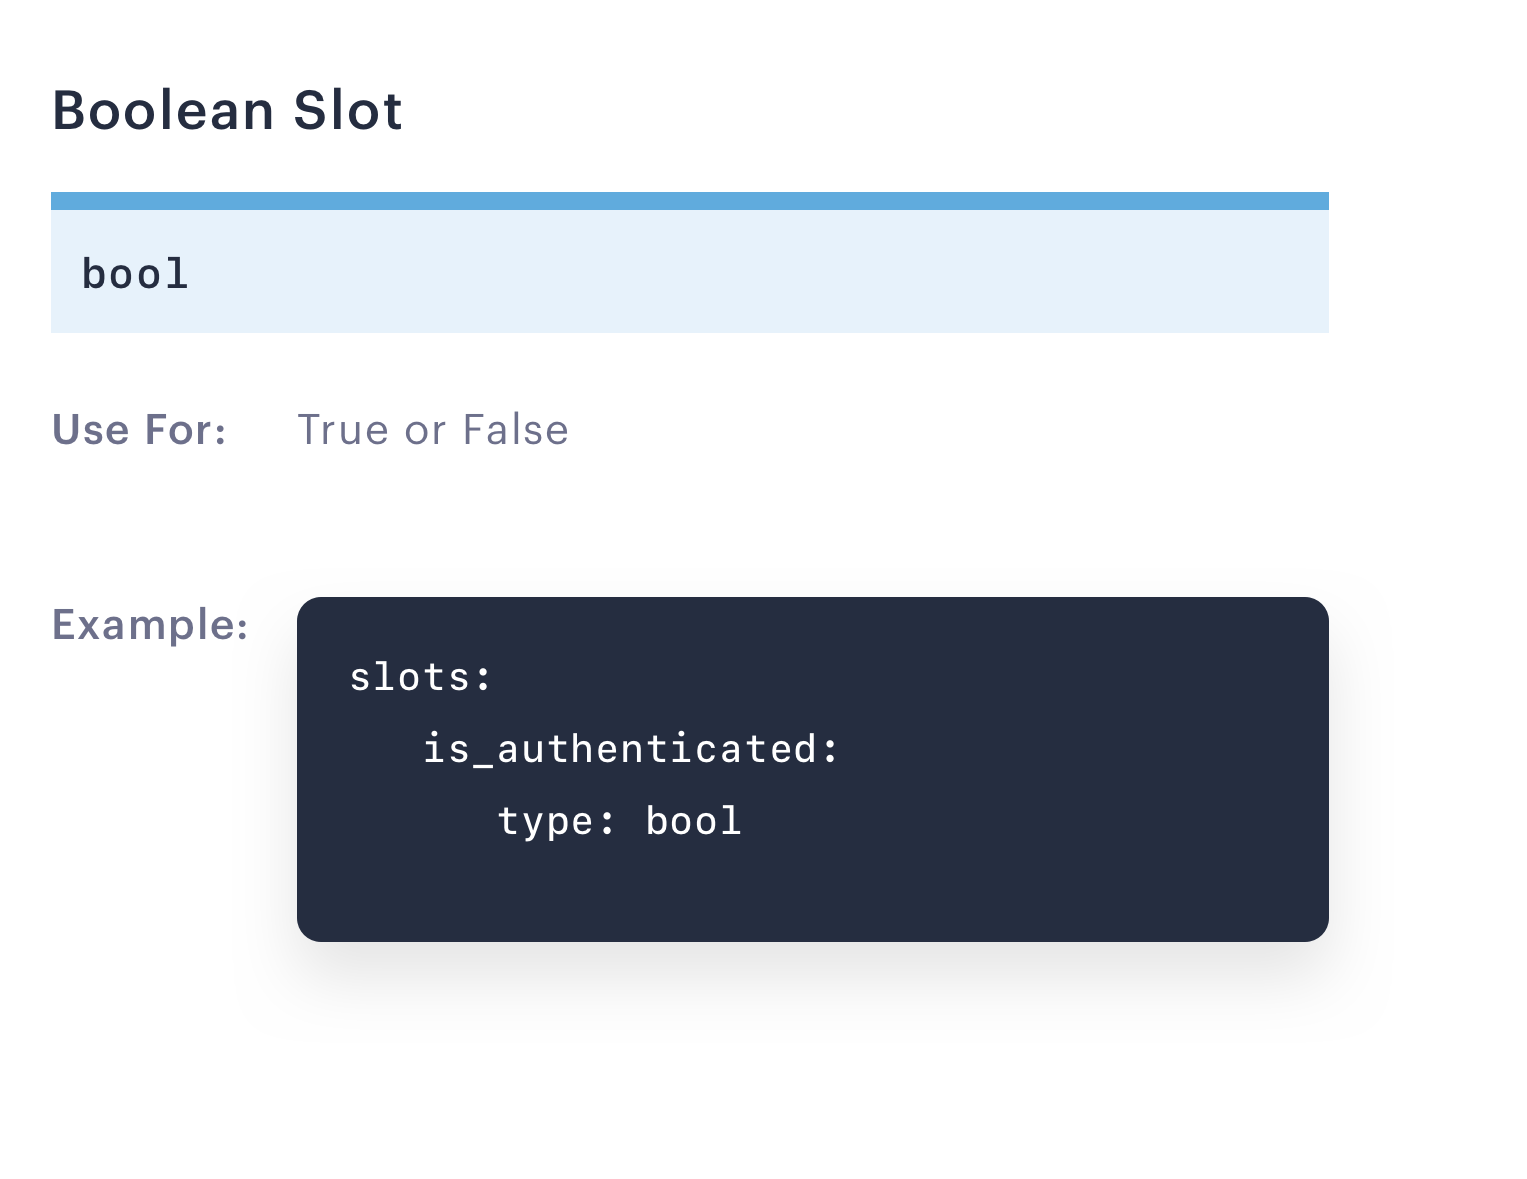 Boolean Slot
bool
Use For: True or False
Example:
slots:
   is_authenticated:
      type: bool